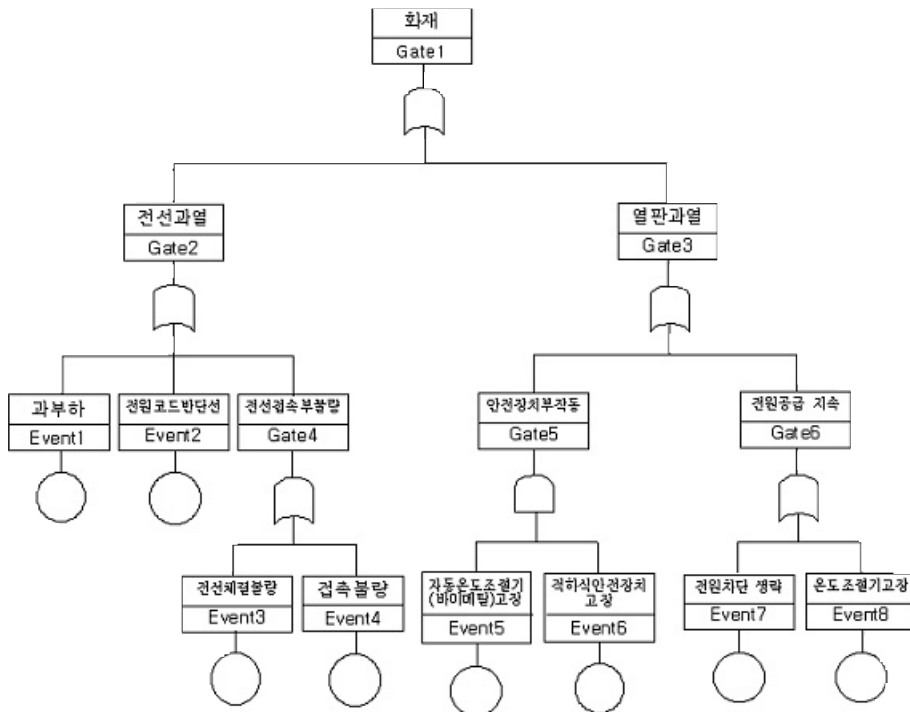 화재
Gate1
전선과열
Gate2
열판과열
Gate3
과부하
Event1
전원코드반단선
Event2
전선접속부불량
Gate4
안전장치부작동
Gate5
전원공급 지속
Gate6
전선체결불량
Event3
접촉불량
Event4
자동온도조절기
(바이메탈)고장
Event5
적하식안전장치
고장
Event6
전원차단 생략
Event7
온도조절기고장
Event8